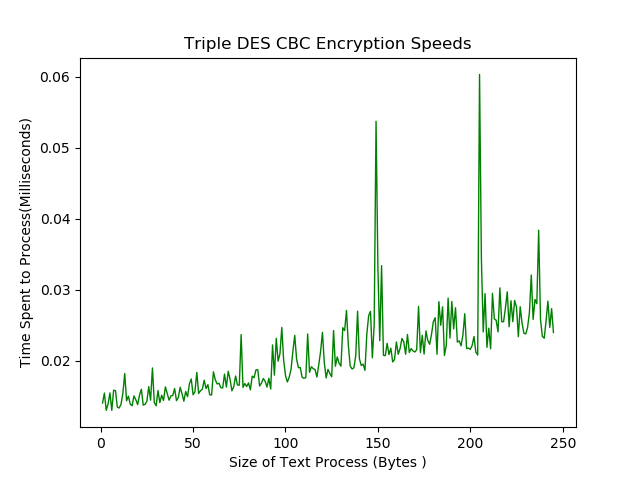 Triple DES CBC Encryption Speeds
0.06
0.05
0.04
0.03
0.02
Time Spent to Process(Milliseconds)
0 50 100 150 200 250
Size of Text Process (Bytes )